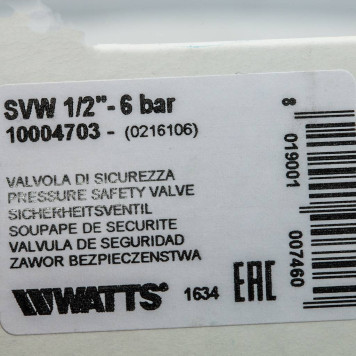 SVW 1/2"- 6 bar
10004703 - (0216106)
VALVOLA DI SICUREZZA
PRESSURE SAFETY VALVE
SICHERHEITSVENTIL
SOUPAPE DE SECURITE
VALVULA DE SEGURIDAD
ZAWOR BEZPIECZENSTWA
WATTS 1634 EAC
8 019001 007460